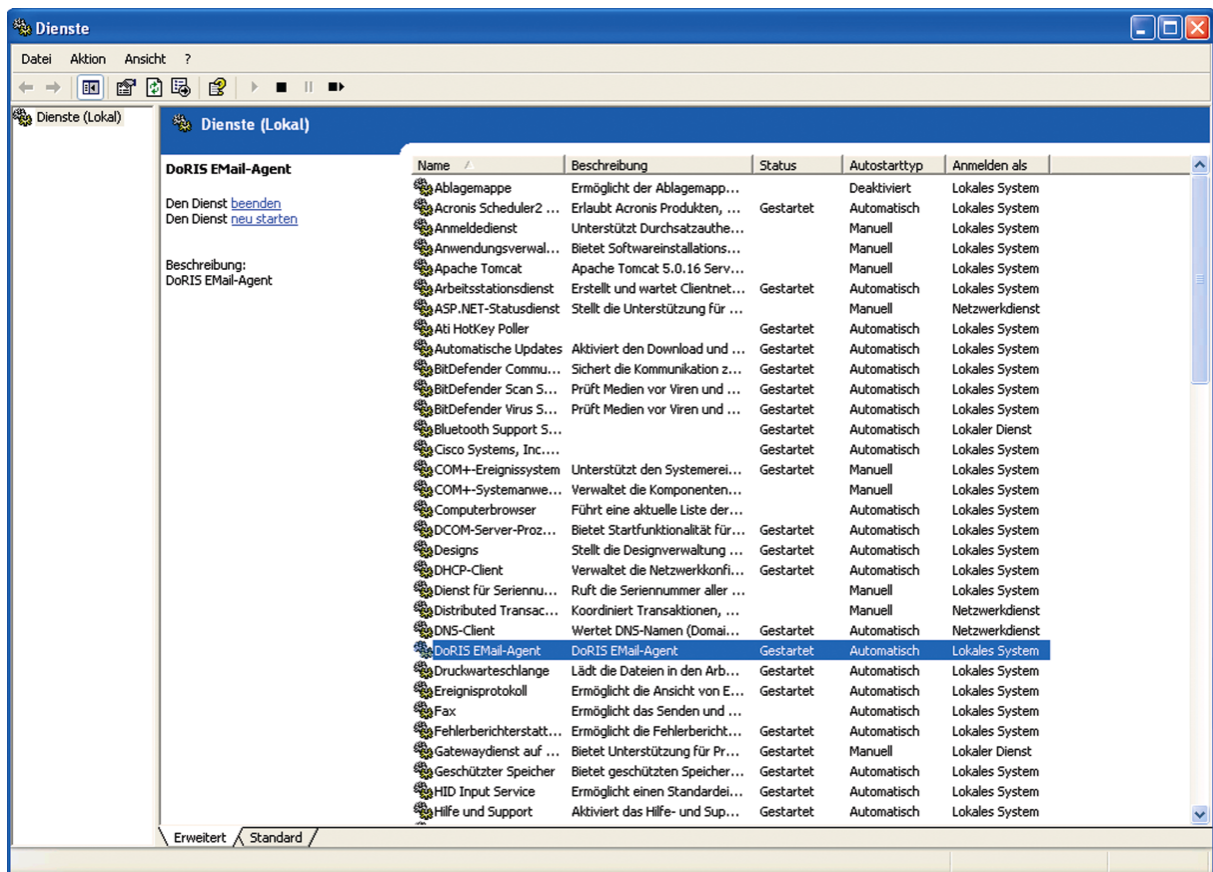 Dienste
Datei Aktion Ansicht ?
Dienste (Lokal)
Dienste (Lokal)
DoRIS EMail-Agent
Den Dienst beenden
Den Dienst neu starten
Beschreibung:
DoRIS EMail-Agent
Name Beschreibung Status Autostarttyp Anmelden als
Ablagemappe Ermöglicht der Ablagemapp... Deaktiviert Lokales System
Acronis Scheduler2 ... Erlaubt Acronis Produkten, ... Gestartet Automatisch Lokales System
Anmeldedienst Unterstützt Durchsatzauthe... Manuell Lokales System
Anwendungsverwal... Bietet Softwareinstallations... Manuell Lokales System
Apache Tomcat Apache Tomcat 5.0.16 Serv... Manuell Lokales System
Arbeitsstationsdienst Erstellt und wartet Clientnet... Gestartet Automatisch Lokales System
ASP.NET-Statusdienst Stellt die Unterstützung für ... Manuell Netzwerkdienst
Ati HotKey Poller Gestartet Automatisch Lokales System
Automatische Updates Aktiviert den Download und ... Gestartet Automatisch Lokales System
BitDefender Commu... Sichert die Kommunikation z... Gestartet Automatisch Lokales System
BitDefender Scan S... Prüft Medien vor Viren und ... Gestartet Automatisch Lokales System
BitDefender Virus S... Prüft Medien vor Viren und ... Gestartet Automatisch Lokales System
Bluetooth Support S... Gestartet Automatisch Lokaler Dienst
Cisco Systems, Inc.... Gestartet Automatisch Lokales System
COM+-Ereignissystem Unterstützt den Systemerei... Gestartet Manuell Lokales System
COM+-Systemanwe... Verwaltet die Komponenten... Manuell Lokales System
Computerbrowser Führt eine aktuelle Liste der... Automatisch Lokales System
DCOM-Server-Proz... Bietet Startfunktionalität für... Gestartet Automatisch Lokales System
Designs Stellt die Designverwaltung ... Gestartet Automatisch Lokales System
DHCP-Client Verwaltet die Netzwerkkonfi... Gestartet Automatisch Lokales System
Dienst für Seriennu... Ruft die Seriennummer aller ... Manuell Lokales System
Distributed Transac... Koordiniert Transaktionen, ... Manuell Netzwerkdienst
DNS-Client Wertet DNS-Namen (Domai... Gestartet Automatisch Netzwerkdienst
DoRIS EMail-Agent DoRIS EMail-Agent Gestartet Automatisch Lokales System
Druckwarteschlange Lädt die Dateien in den Arb... Gestartet Automatisch Lokales System
Ereignisprotokoll Ermöglicht die Ansicht von E... Gestartet Automatisch Lokales System
Fax Ermöglicht das Senden und ... Automatisch Lokales System
Fehlerberichterstatt... Ermöglicht die Fehlerbericht... Gestartet Automatisch Lokales System
Gatewaydienst auf ... Bietet Unterstützung für Pr... Gestartet Manuell Lokaler Dienst
Geschützter Speicher Bietet geschützten Speicher... Gestartet Automatisch Lokales System
HID Input Service Ermöglicht einen Standardei... Gestartet Automatisch Lokales System
Hilfe und Support Aktiviert das Hilfe- und Sup... Gestartet Automatisch Lokales System
Erweitert Standard